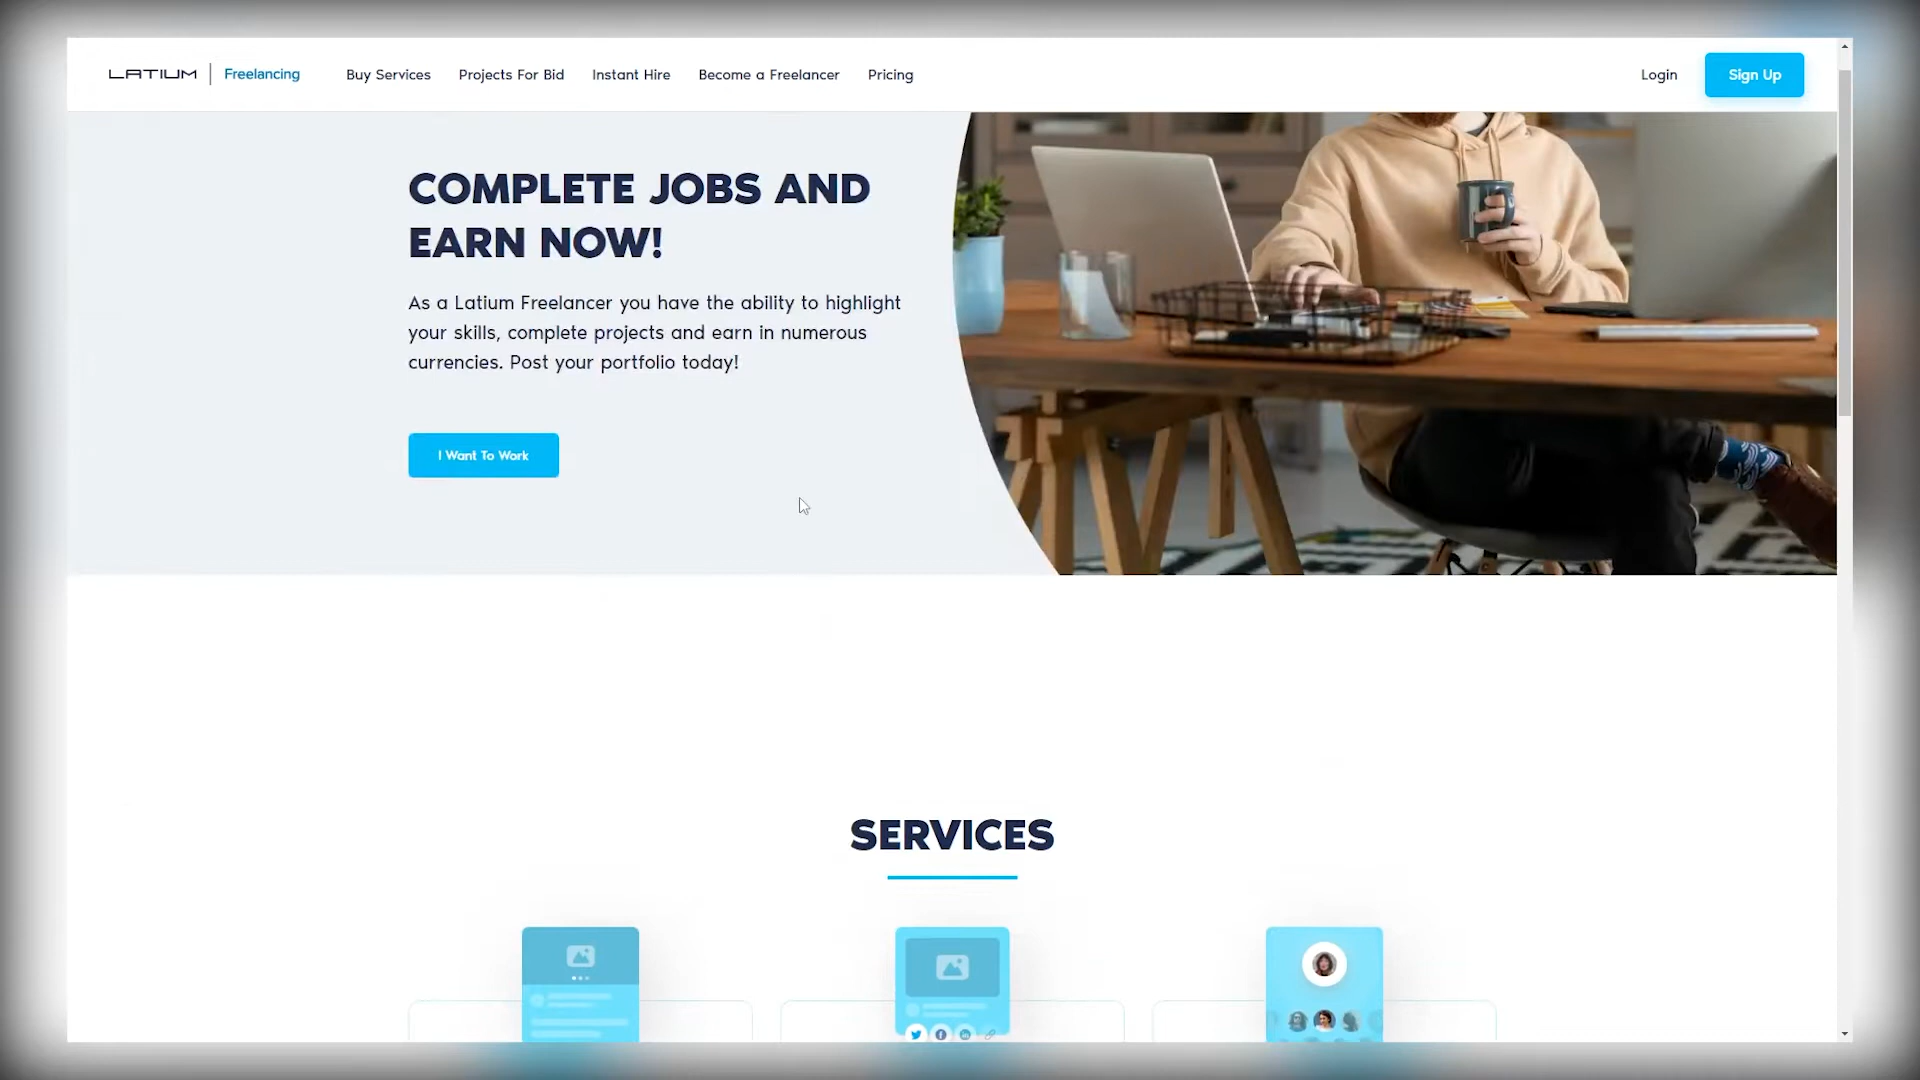 LATIUM | Freelancing
Buy Services
Projects For Bid
Instant Hire
Become a Freelancer
Pricing
Login
Sign Up
COMPLETE JOBS AND
EARN NOW!
As a Latium Freelancer you have the ability to highlight
your skills, complete projects and earn in numerous
currencies. Post your portfolio today!
I Want To Work
SERVICES